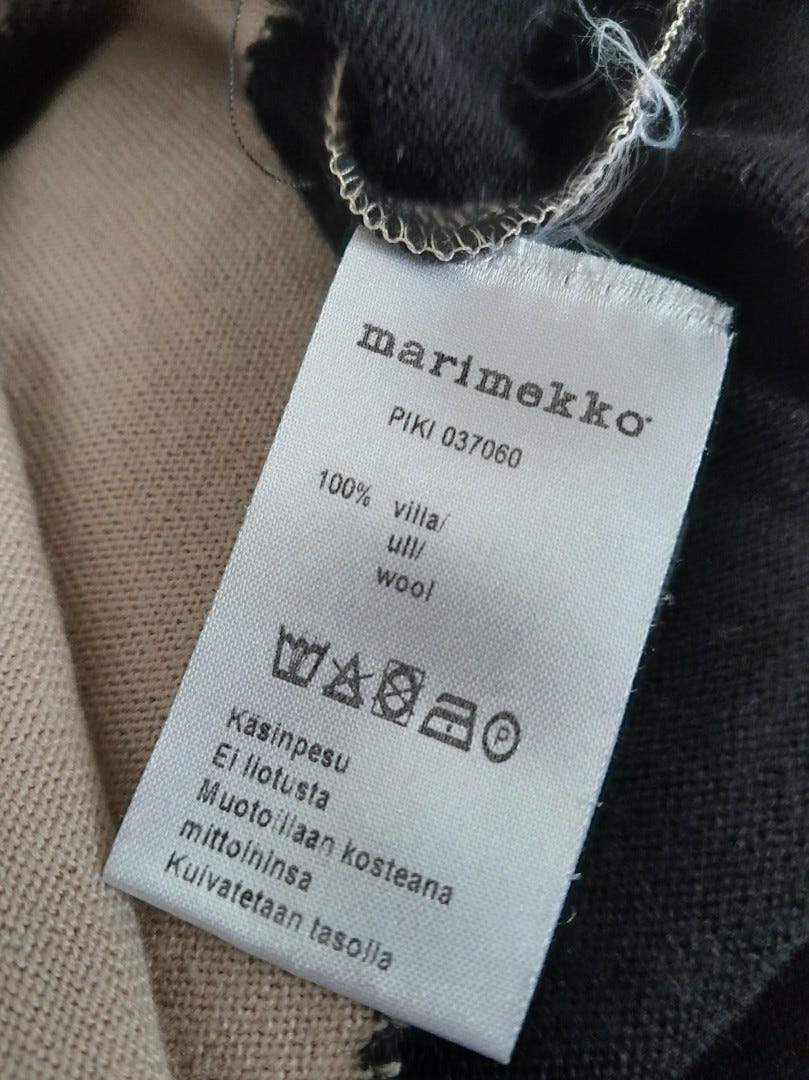 marimekko
PIKI 037060
100% villa/
ull/
wool
P
Käsinpesu
Ei liotusta
Muotoillaan kosteana
mittoihinsa
Kuivatetaan tasolla